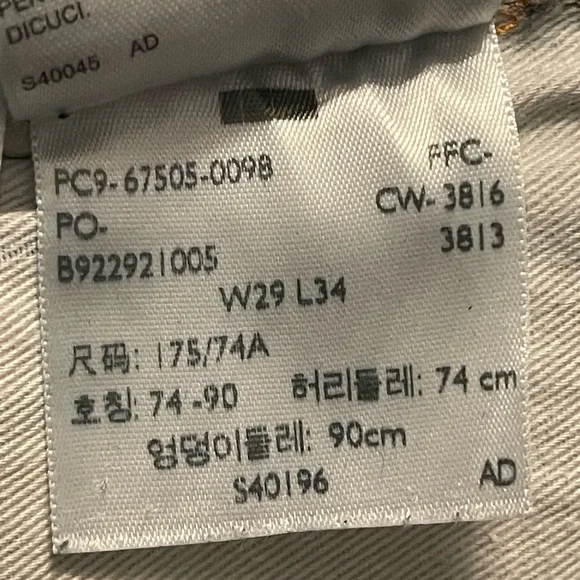 DICUCI.
S40045 AD
PC9-67505-0098
FFC-
PO-
CW-3816
B922921005
3813
W29 L34
尺码: 175/74A
호칭: 74-90 허리둘레: 74 cm
엉덩이둘레: 90cm
S40196 AD